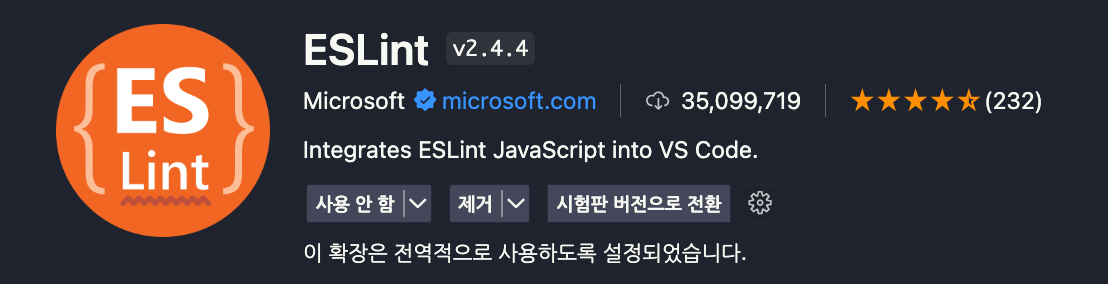 {ES Lint}
ESLint v2.4.4
Microsoft microsoft.com 35,099,719 (232)
Integrates ESLint JavaScript into VS Code.
사용 안 함 제거 시험판 버전으로 전환
이 확장은 전역적으로 사용하도록 설정되었습니다.